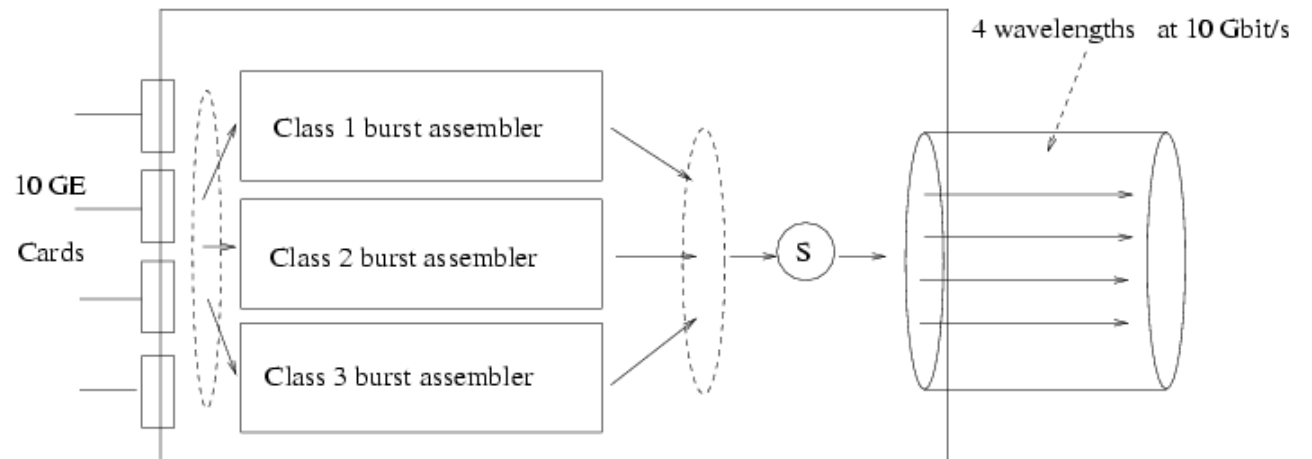 4 wavelengths at 10 Gbit/s
Class 1 burst assembler
10 GE
Cards
Class 2 burst assembler
S
Class 3 burst assembler